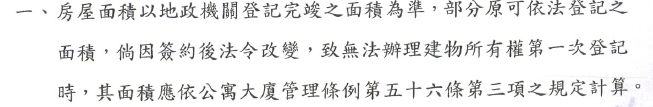 一、房屋面積以地政機關登記完竣之面積為準，部分原可依法登記之
面積，倘因簽約後法令改變，致無法辦理建物所有權第一次登記
時，其面積應依公寓大廈管理條例第五十六條第三項之規定計算。